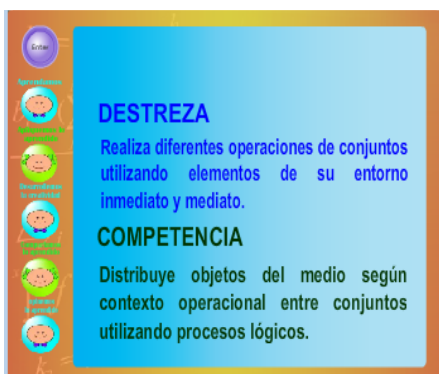 Enter
Aprendamos
DESTREZA
Realiza diferentes operaciones de conjuntos
utilizando elementos de su entorno
inmediato y mediato.
COMPETENCIA
Distribuye objetos del medio según
contexto operacional entre conjuntos
utilizando procesos lógicos.